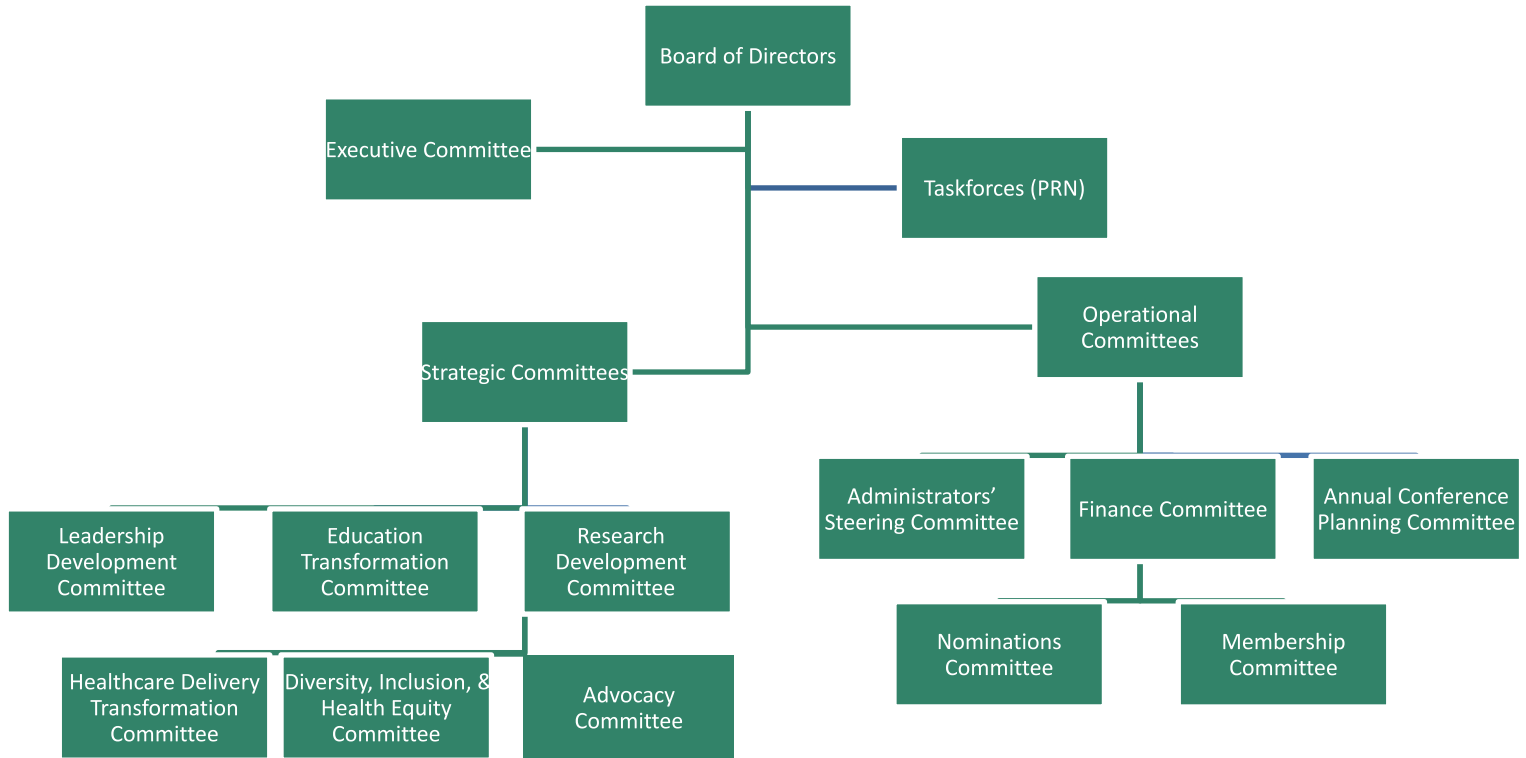 Board of Directors
Executive Committee
Taskforces (PRN)
Operational
Committees
Strategic Committees
Administrators’
Steering Committee
Finance Committee
Annual Conference
Planning Committee
Leadership
Development
Committee
Education
Transformation
Committee
Research
Development
Committee
Nominations
Committee
Membership
Committee
Healthcare Delivery
Transformation
Committee
Diversity, Inclusion, &
Health Equity
Committee
Advocacy
Committee